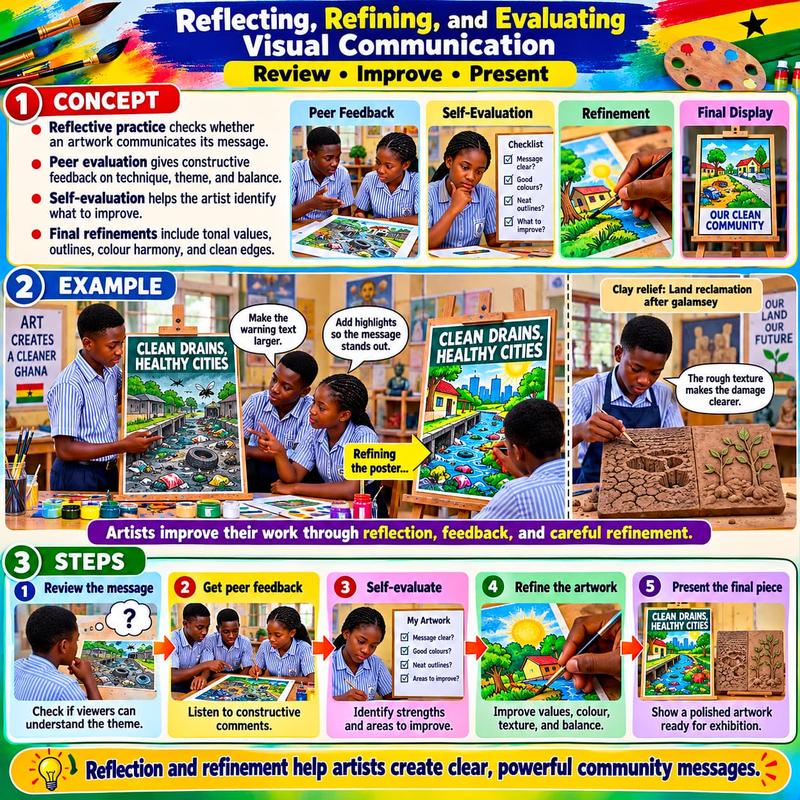 Reflecting, Refining, and Evaluating
Visual Communication
Review • Improve • Present
1 CONCEPT
• Reflective practice checks whether
an artwork communicates its message.
• Peer evaluation gives constructive
feedback on technique, theme, and balance.
• Self-evaluation helps the artist identify
what to improve.
• Final refinements include tonal values,
outlines, colour harmony, and clean edges.
Peer Feedback
Self-Evaluation
Checklist
Message
clear?
Good
colours?
Neat
outlines?
What to
improve?
Refinement
Final Display
OUR CLEAN
COMMUNITY
2 EXAMPLE
ART
CREATES
A CLEANER
GHANA
CLEAN DRAINS,
HEALTHY CITIES
Make the
warning text
larger.
Add highlights
so the message
stands out.
Refining
the poster...
CLEAN DRAINS,
HEALTHY CITIES
Clay relief: Land reclamation
after galamsey
The rough texture
makes the damage
clearer.
OUR
LAND
OUR
FUTURE
Artists improve their work through reflection, feedback, and careful refinement.
3 STEPS
1 Review the message
?
Check if viewers can
understand the theme.
2 Get peer feedback
Listen to constructive
comments.
3 Self-evaluate
My Artwork
Message clear?
Good colours?
Neat outlines?
Areas to improve?
Identify strengths
and areas to improve.
4 Refine the artwork
Improve values, colour,
texture, and balance.
5 Present the final piece
CLEAN DRAINS,
HEALTHY CITIES
Show a polished artwork
ready for exhibition.
Reflection and refinement help artists create clear, powerful community messages.